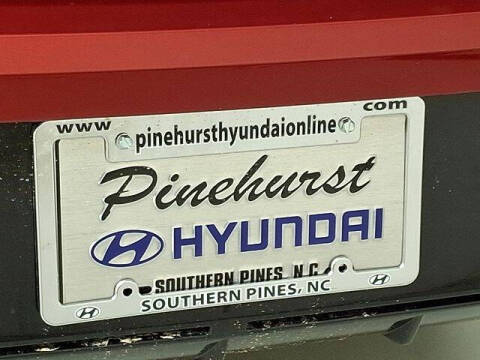 www com
pinehursthyundaionline
Pinehurst
HYUNDAI
SOUTHERN PINES, N.C.
SOUTHERN PINES, NC